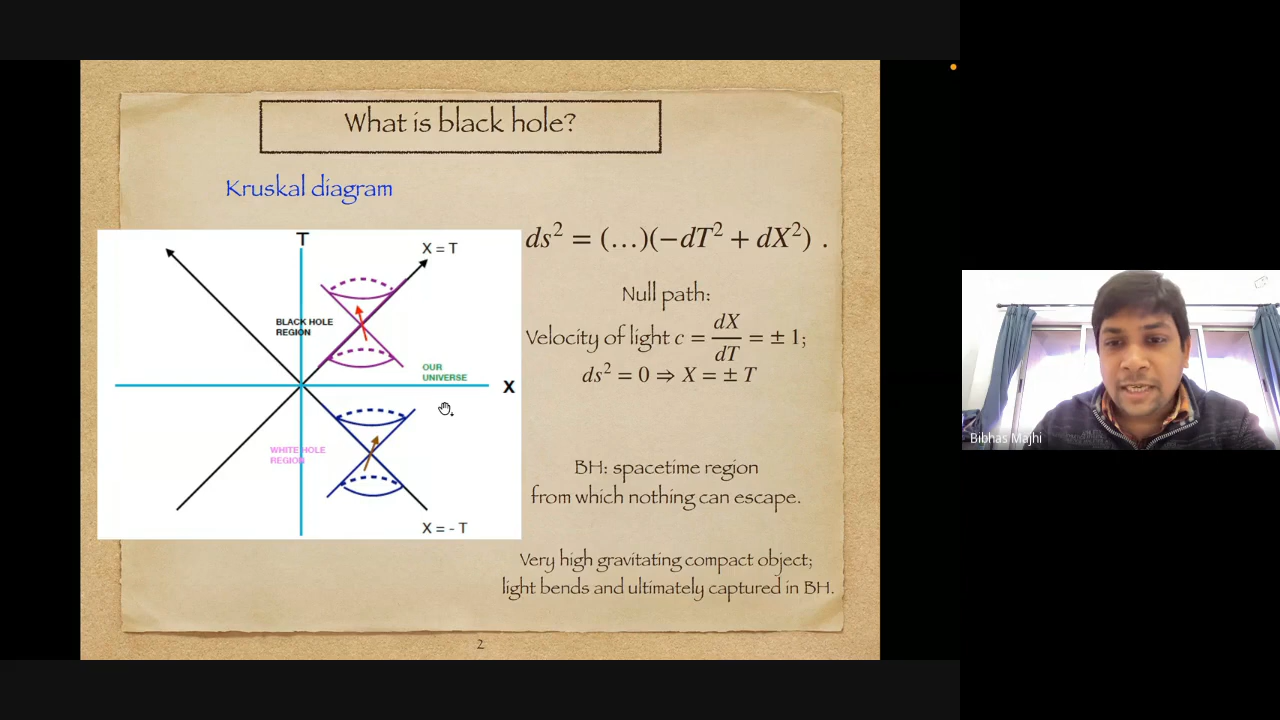 What is black hole?
Kruskal diagram
T
X = T
BLACK HOLE
REGION
OUR
UNIVERSE
X
WHITE HOLE
REGION
X = - T
ds² = (…)(−dT² + dX²) .
Null path:
Velocity of light c = dX/dT = ± 1;
ds² = 0 ⇒ X = ± T
BH: spacetime region
from which nothing can escape.
Very high gravitating compact object;
light bends and ultimately captured in BH.
2
Bibhas Majhi